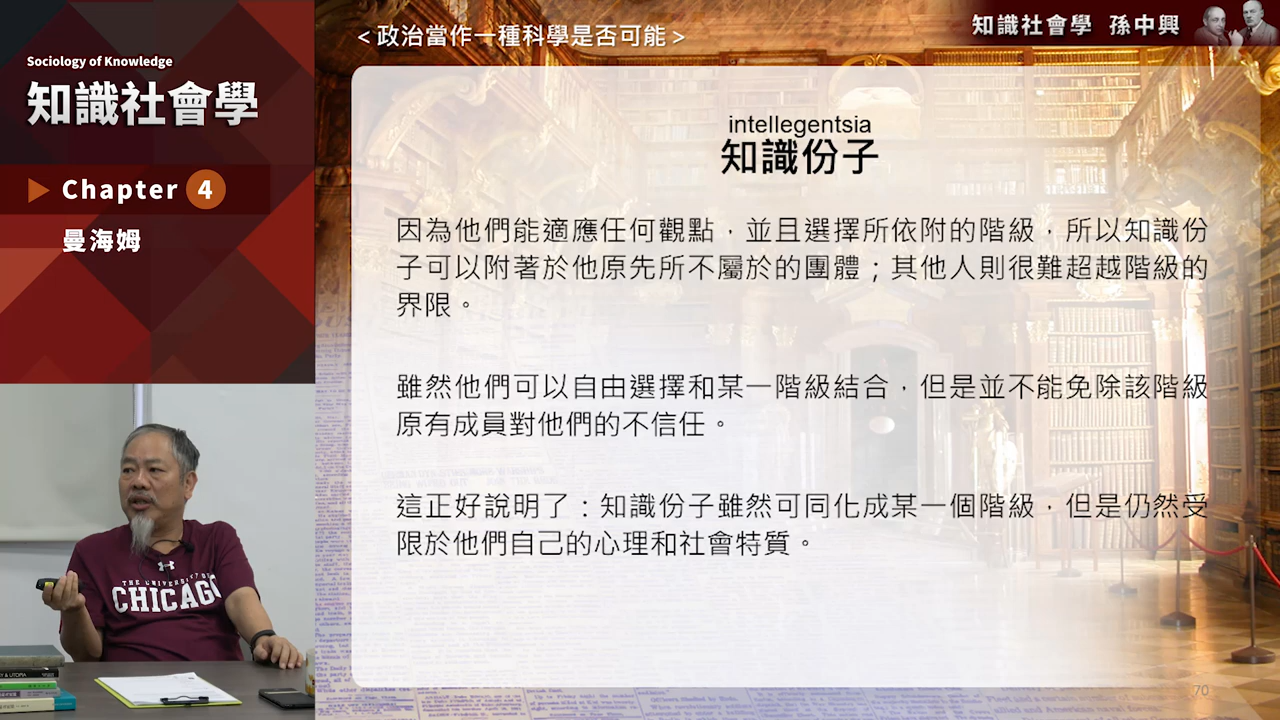 Sociology of Knowledge
知識社會學
Chapter 4
曼海姆
<政治當作一種科學是否可能>
知識社會學 孫中興
intellegentsia
知識份子
因為他們能適應任何觀點，並且選擇所依附的階級，所以知識份
子可以附著於他原先所不屬於的團體；其他人則很難超越階級的
界限。
雖然他們可以自由選擇和某一階級結合，但是並不能免除該階級
原有成員對他們的不信任。
這正好說明了：知識份子雖然可同化成某一個階級，但是仍然受
限於他們自己的心理和社會特質。
70
THE UNIVERSITY OF
CHICAGO